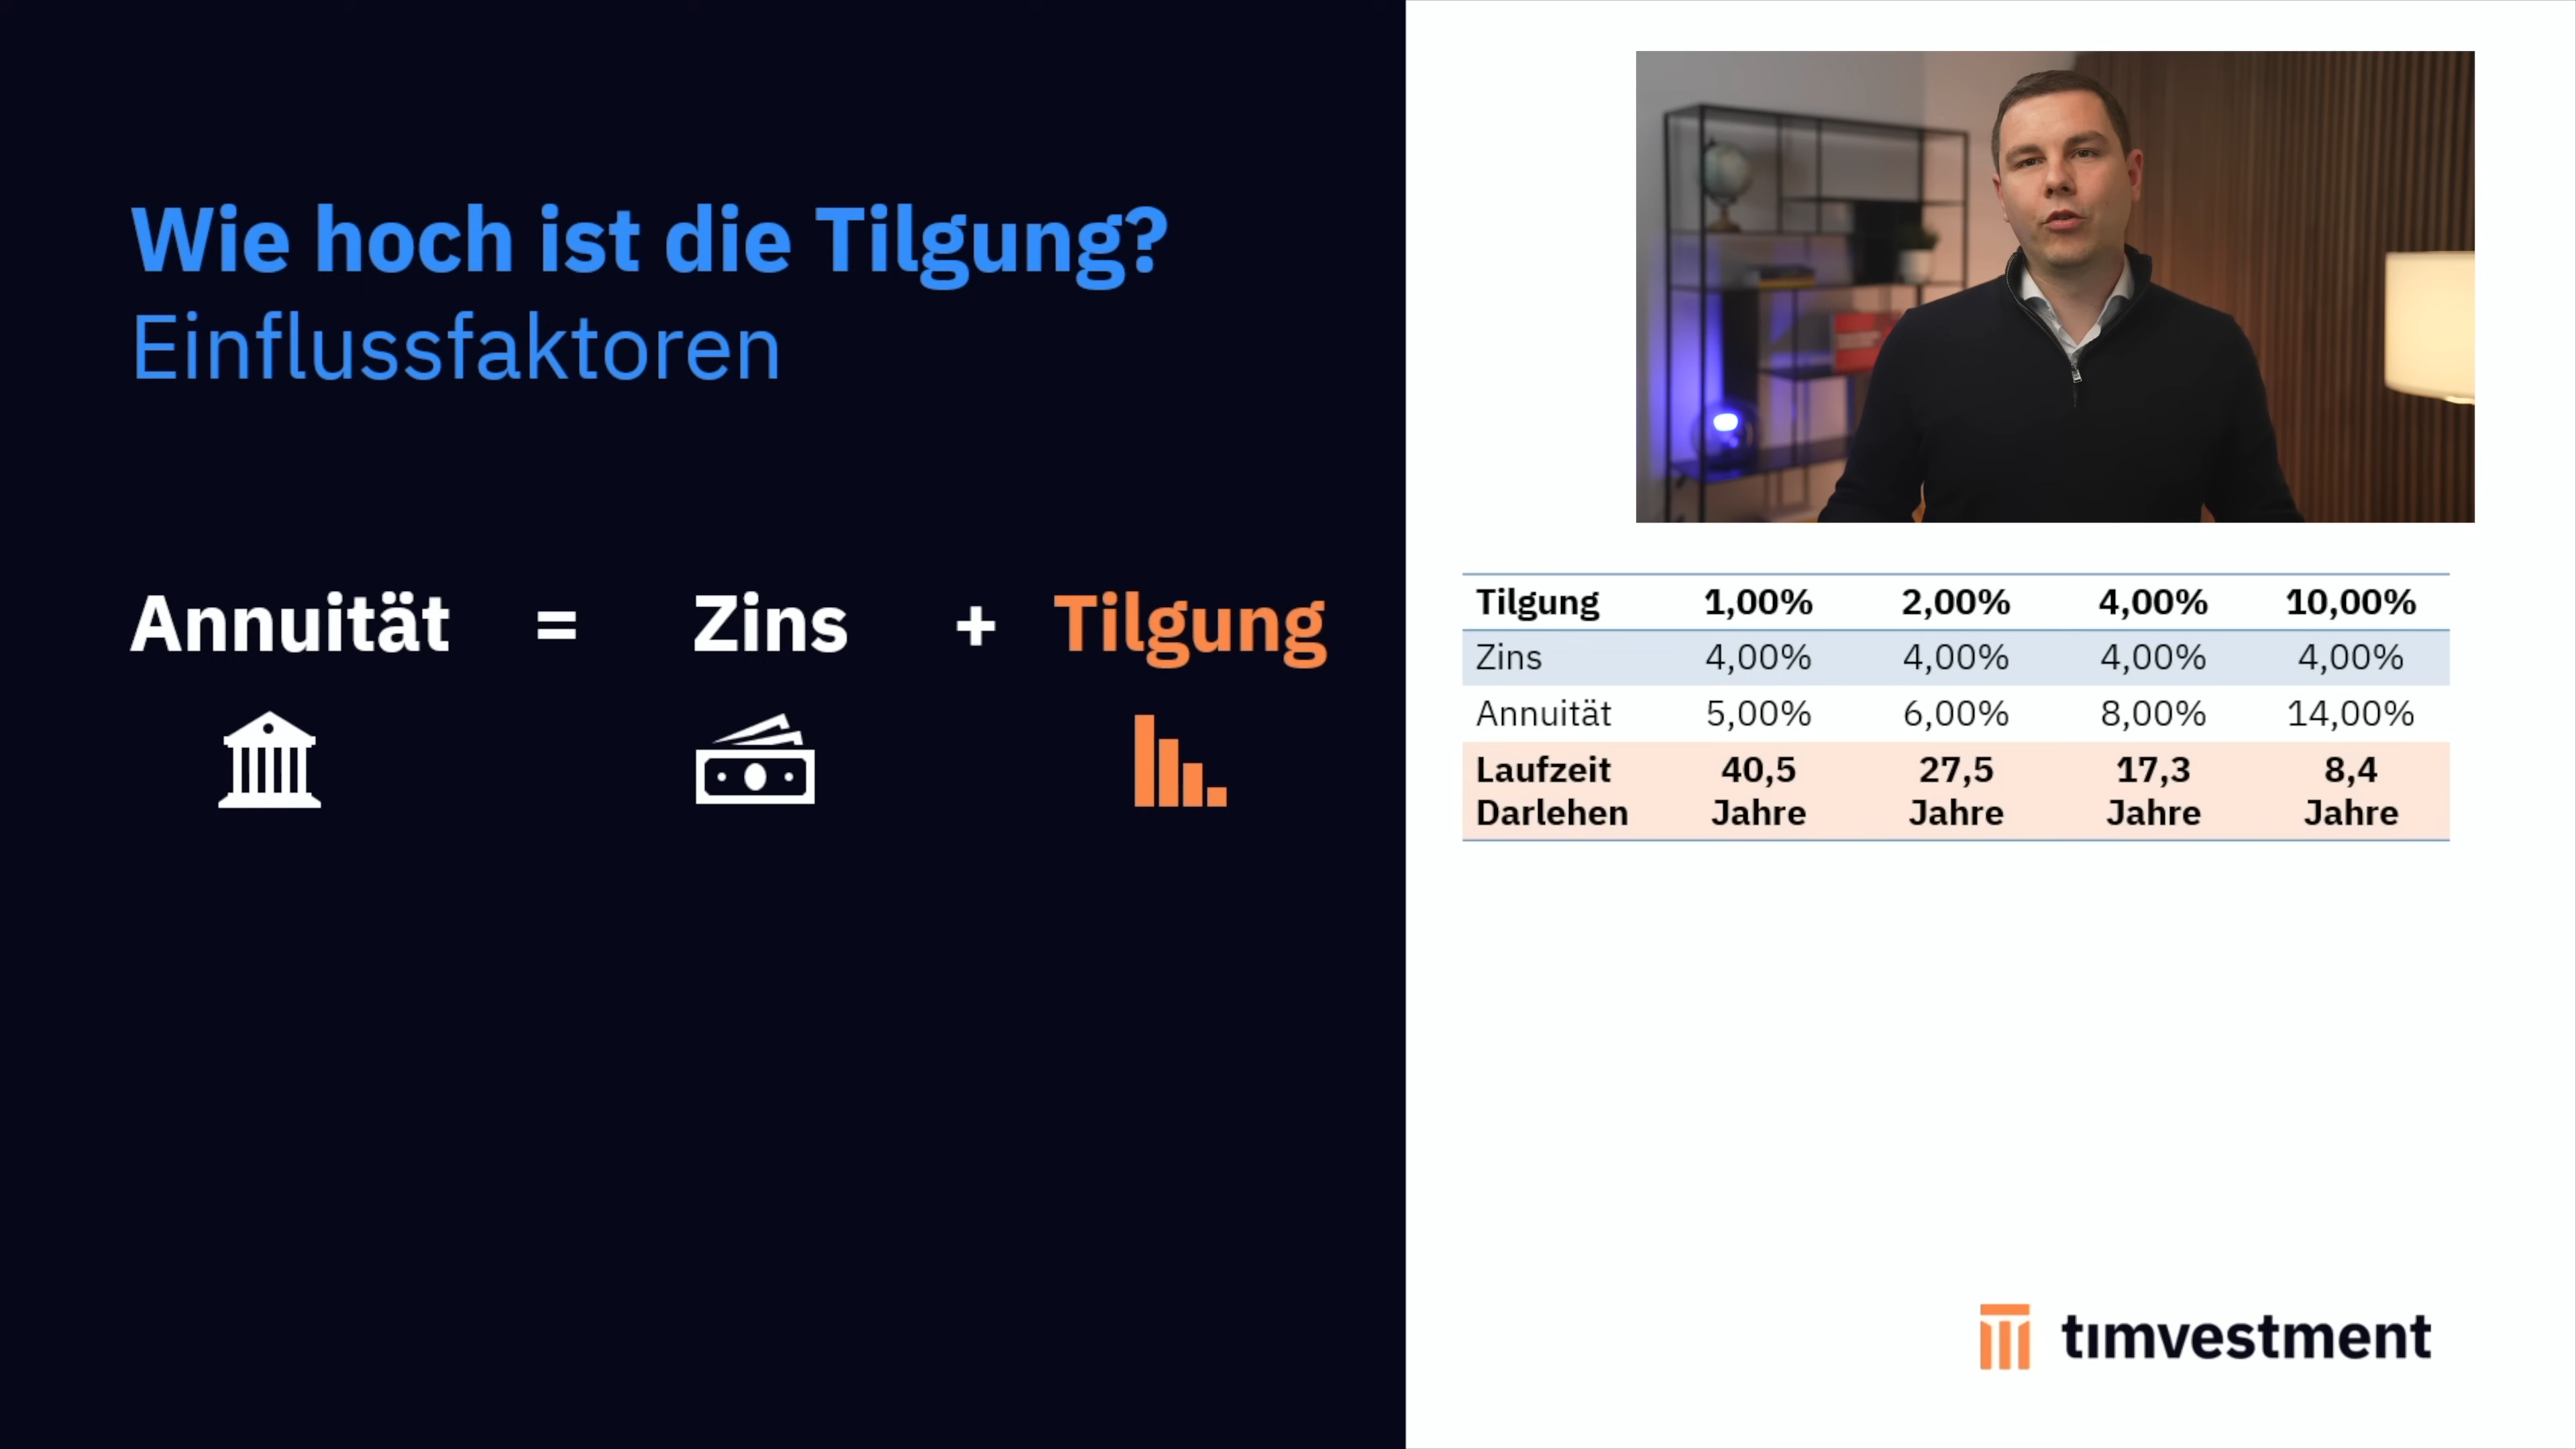 Wie hoch ist die Tilgung?
Einflussfaktoren
Annuität = Zins + Tilgung
Tilgung 1,00% 2,00% 4,00% 10,00%
Zins 4,00% 4,00% 4,00% 4,00%
Annuität 5,00% 6,00% 8,00% 14,00%
Laufzeit 40,5 27,5 17,3 8,4
Darlehen Jahre Jahre Jahre Jahre
tımvestment